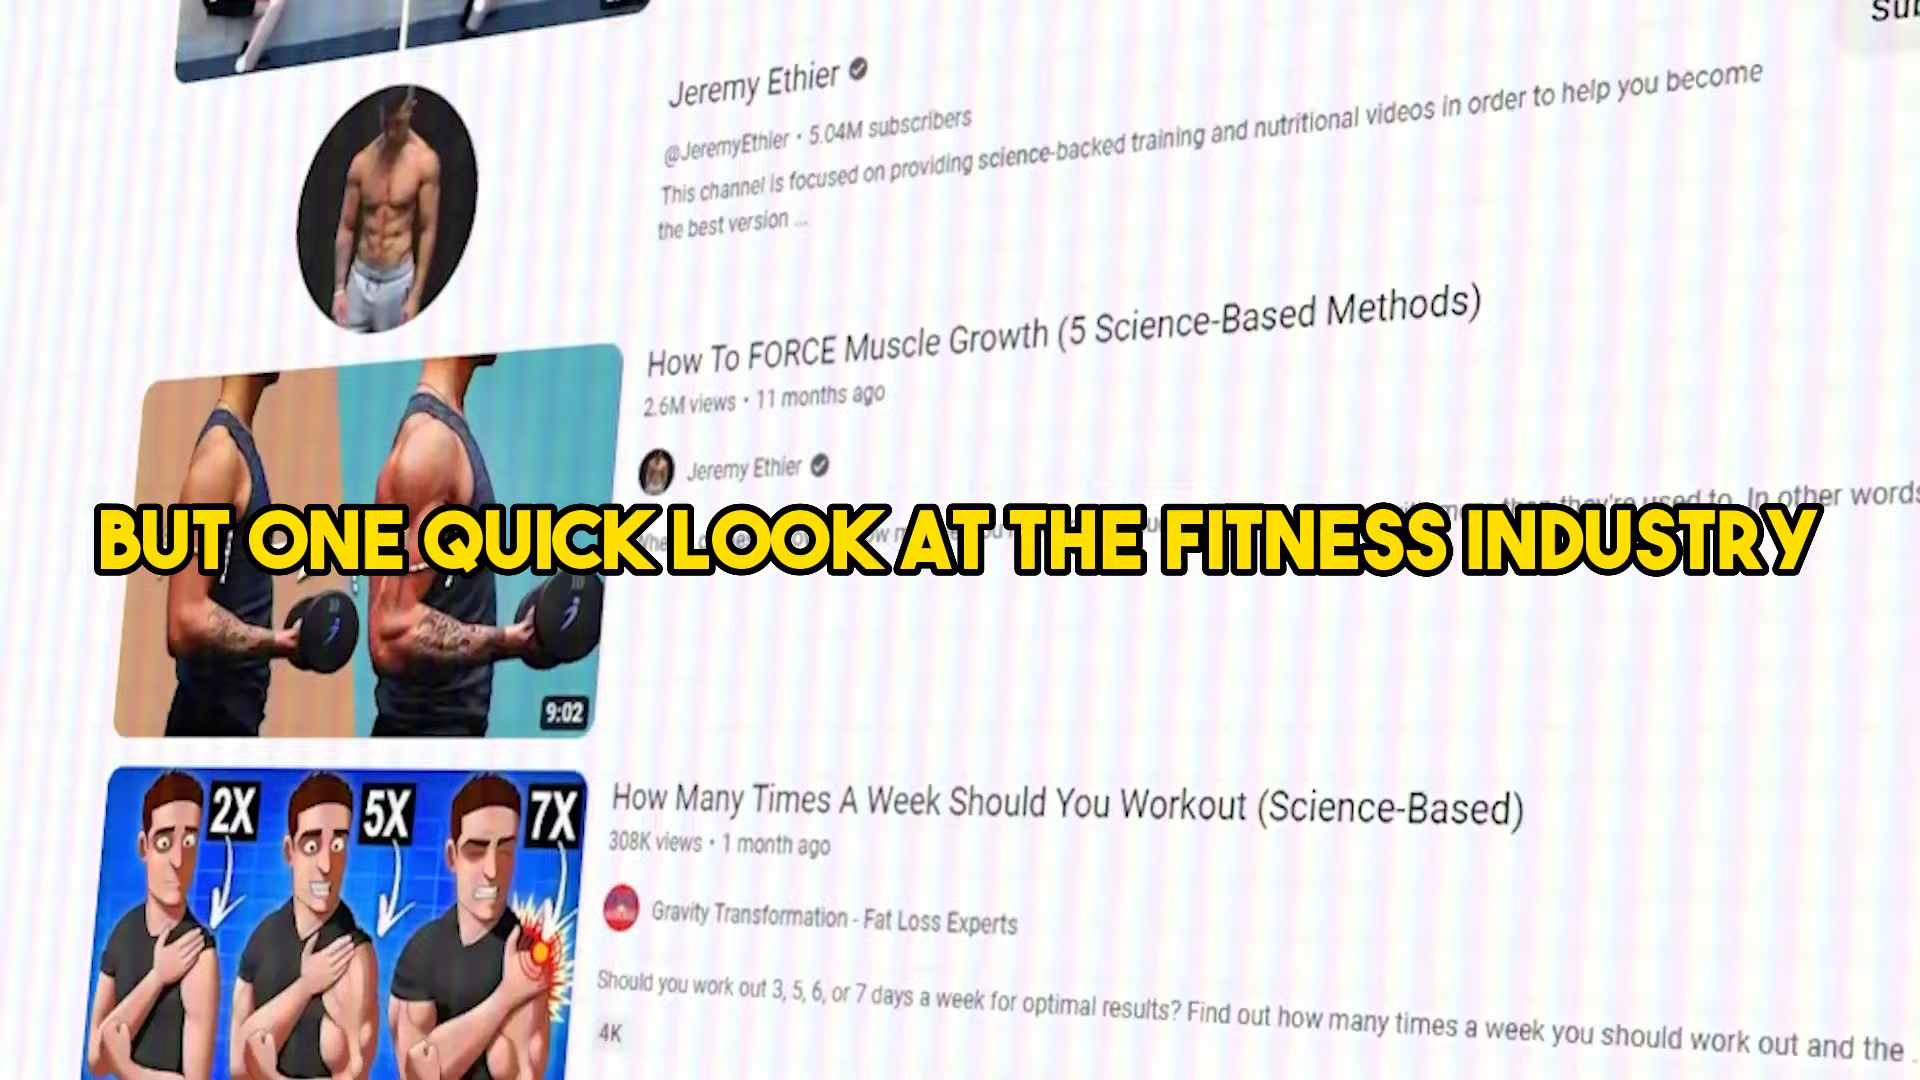 Sub
Jeremy Ethier
@JeremyEthier • 5.04M subscribers
This channel is focused on providing science-backed training and nutritional videos in order to help you become
the best version ...
How To FORCE Muscle Growth (5 Science-Based Methods)
2.6M views • 11 months ago
Jeremy Ethier
they're used to. In other words
BUT ONE QUICK LOOK AT THE FITNESS INDUSTRY
9:02
2X
5X
7X
How Many Times A Week Should You Workout (Science-Based)
308K views • 1 month ago
Gravity Transformation - Fat Loss Experts
Should you work out 3, 5, 6, or 7 days a week for optimal results? Find out how many times a week you should work out and the
4K